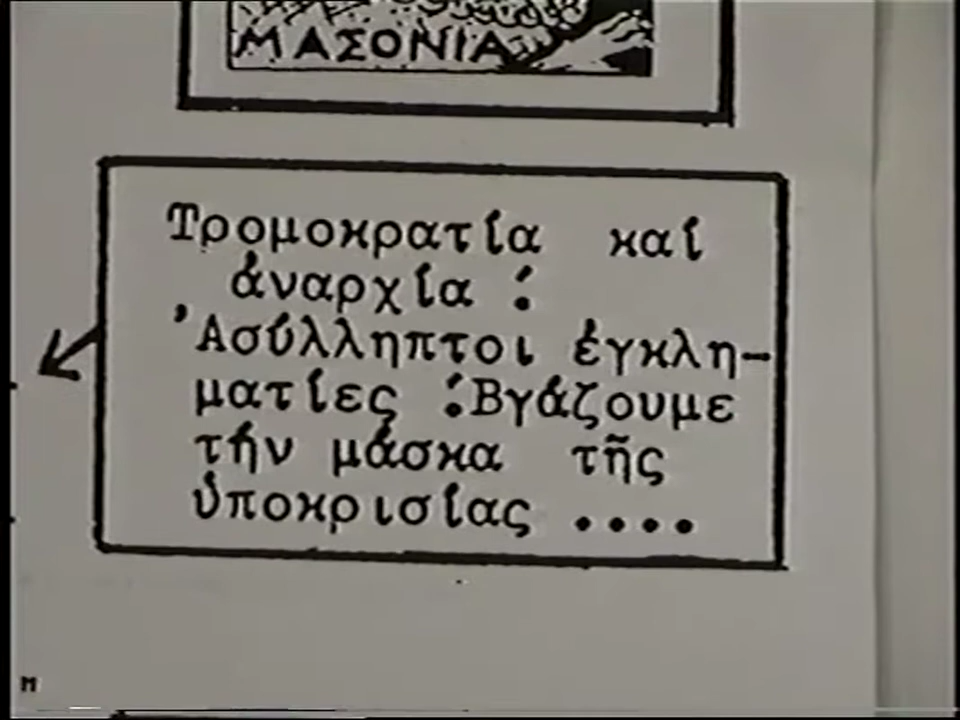 ΜΑΣΟΝΙΑ
Τρομοκρατία καί
ἀναρχία :
Ἀσύλληπτοι ἐγκλη-
ματίες :Βγάζουμε
τήν μάσκα τῆς
ὑποκρισίας ....
M